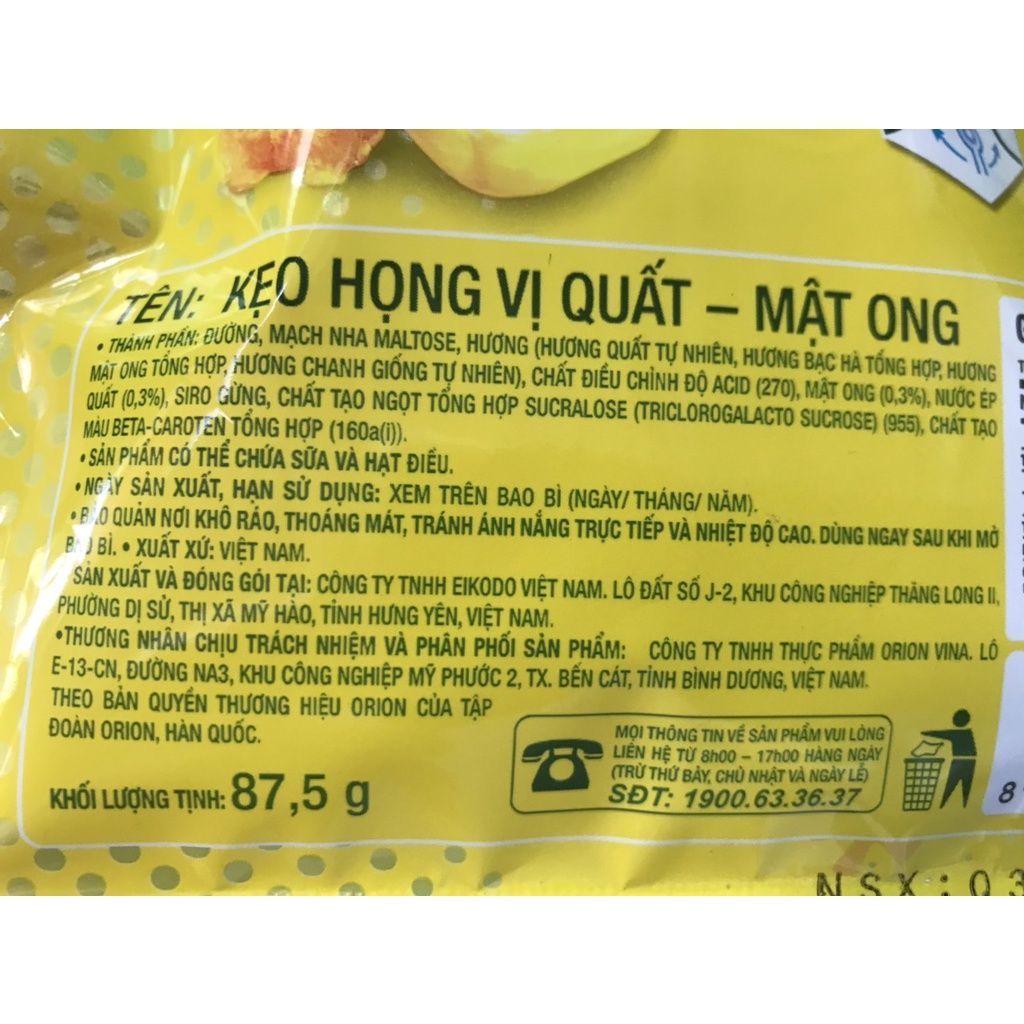 TÊN: KẸO HỌNG VỊ QUẤT – MẬT ONG
• THÀNH PHẦN: ĐƯỜNG, MẠCH NHA MALTOSE, HƯƠNG (HƯƠNG QUẤT TỰ NHIÊN, HƯƠNG BẠC HÀ TỔNG HỢP, HƯƠNG
MẬT ONG TỔNG HỢP, HƯƠNG CHANH GIỐNG TỰ NHIÊN), CHẤT ĐIỀU CHỈNH ĐỘ ACID (270), MẬT ONG (0,3%), NƯỚC ÉP
QUẤT (0,3%), SIRO GỪNG, CHẤT TẠO NGỌT TỔNG HỢP SUCRALOSE (TRICLOROGALACTO SUCROSE) (955), CHẤT TẠO
MÀU BETA-CAROTEN TỔNG HỢP (160a(i)).
• SẢN PHẨM CÓ THỂ CHỨA SỮA VÀ HẠT ĐIỀU.
• NGÀY SẢN XUẤT, HẠN SỬ DỤNG: XEM TRÊN BAO BÌ (NGÀY/ THÁNG/ NĂM).
• BẢO QUẢN NƠI KHÔ RÁO, THOÁNG MÁT, TRÁNH ÁNH NẮNG TRỰC TIẾP VÀ NHIỆT ĐỘ CAO. DÙNG NGAY SAU KHI MỞ
BAO BÌ. • XUẤT XỨ: VIỆT NAM.
SẢN XUẤT VÀ ĐÓNG GÓI TẠI: CÔNG TY TNHH EIKODO VIỆT NAM. LÔ ĐẤT SỐ J-2, KHU CÔNG NGHIỆP THĂNG LONG II,
PHƯỜNG DỊ SỬ, THỊ XÃ MỸ HÀO, TỈNH HƯNG YÊN, VIỆT NAM.
•THƯƠNG NHÂN CHỊU TRÁCH NHIỆM VÀ PHÂN PHỐI SẢN PHẨM: CÔNG TY TNHH THỰC PHẨM ORION VINA. LÔ
E-13-CN, ĐƯỜNG NA3, KHU CÔNG NGHIỆP MỸ PHƯỚC 2, TX. BẾN CÁT, TỈNH BÌNH DƯƠNG, VIỆT NAM.
THEO BẢN QUYỀN THƯƠNG HIỆU ORION CỦA TẬP
ĐOÀN ORION, HÀN QUỐC.
KHỐI LƯỢNG TỊNH: 87,5 g
MỌI THÔNG TIN VỀ SẢN PHẨM VUI LÒNG
LIÊN HỆ TỪ 8h00 – 17h00 HÀNG NGÀY
(TRỪ THỨ BẢY, CHỦ NHẬT VÀ NGÀY LỄ)
SĐT: 1900.63.36.37
NSX: 03